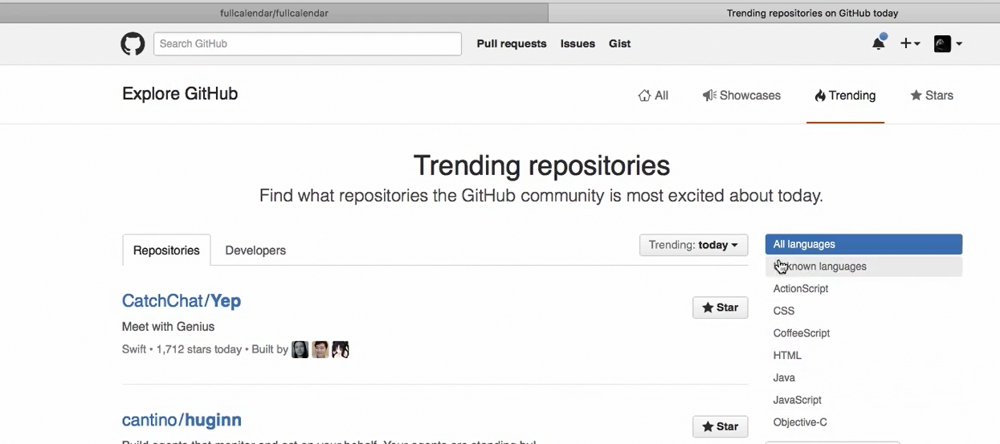 fullcalendar/fullcalendar Trending repositories on GitHub today
Search GitHub Pull requests Issues Gist
Explore GitHub All Showcases Trending Stars
Trending repositories
Find what repositories the GitHub community is most excited about today.
Repositories Developers Trending: today All languages
Unknown languages
CatchChat/Yep Star ActionScript
Meet with Genius CSS
Swift • 1,712 stars today • Built by CoffeeScript
HTML
Java
JavaScript
cantino/huginn Star Objective-C
Build agents that monitor and act on your behalf. Your agents are standing by!